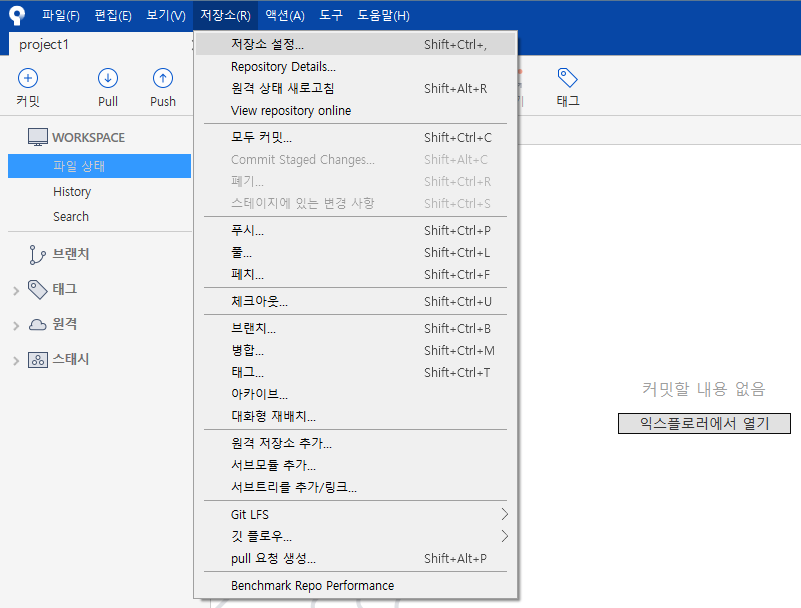 파일(F) 편집(E) 보기(V) 저장소(R) 액션(A) 도구 도움말(H)
project1
커밋 Pull Push 태그
WORKSPACE
파일 상태
History
Search
브랜치
태그
원격
스태시
저장소 설정... Shift+Ctrl+,
Repository Details...
원격 상태 새로고침 Shift+Alt+R
View repository online
모두 커밋... Shift+Ctrl+C
Commit Staged Changes... Shift+Alt+C
폐기... Shift+Ctrl+R
스테이지에 있는 변경 사항 Shift+Ctrl+S
푸시... Shift+Ctrl+P
풀... Shift+Ctrl+L
페치... Shift+Ctrl+F
체크아웃... Shift+Ctrl+U
브랜치... Shift+Ctrl+B
병합... Shift+Ctrl+M
태그... Shift+Ctrl+T
아카이브...
대화형 재배치...
원격 저장소 추가...
서브모듈 추가...
서브트리를 추가/링크...
Git LFS
깃 플로우...
pull 요청 생성... Shift+Alt+P
Benchmark Repo Performance
커밋할 내용 없음
익스플로러에서 열기